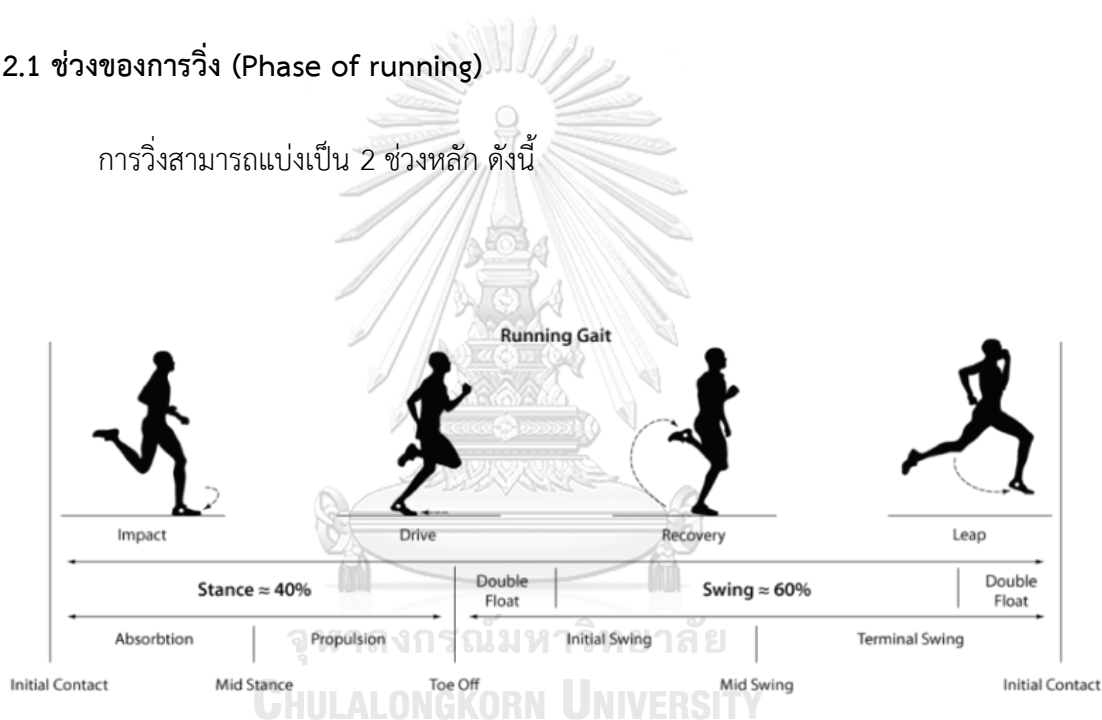 2.1 ช่วงของการวิ่ง (Phase of running)
การวิ่งสามารถแบ่งเป็น 2 ช่วงหลัก ดังนี้
Running Gait
Impact Drive Recovery Leap
Stance ≈ 40% Double Float Swing ≈ 60% Double Float
Absorbtion Propulsion Initial Swing Terminal Swing
จุฬาลงกรณ์มหาวิทยาลัย
Initial Contact Mid Stance Toe Off Mid Swing Initial Contact
CHULALONGKORN UNIVERSITY